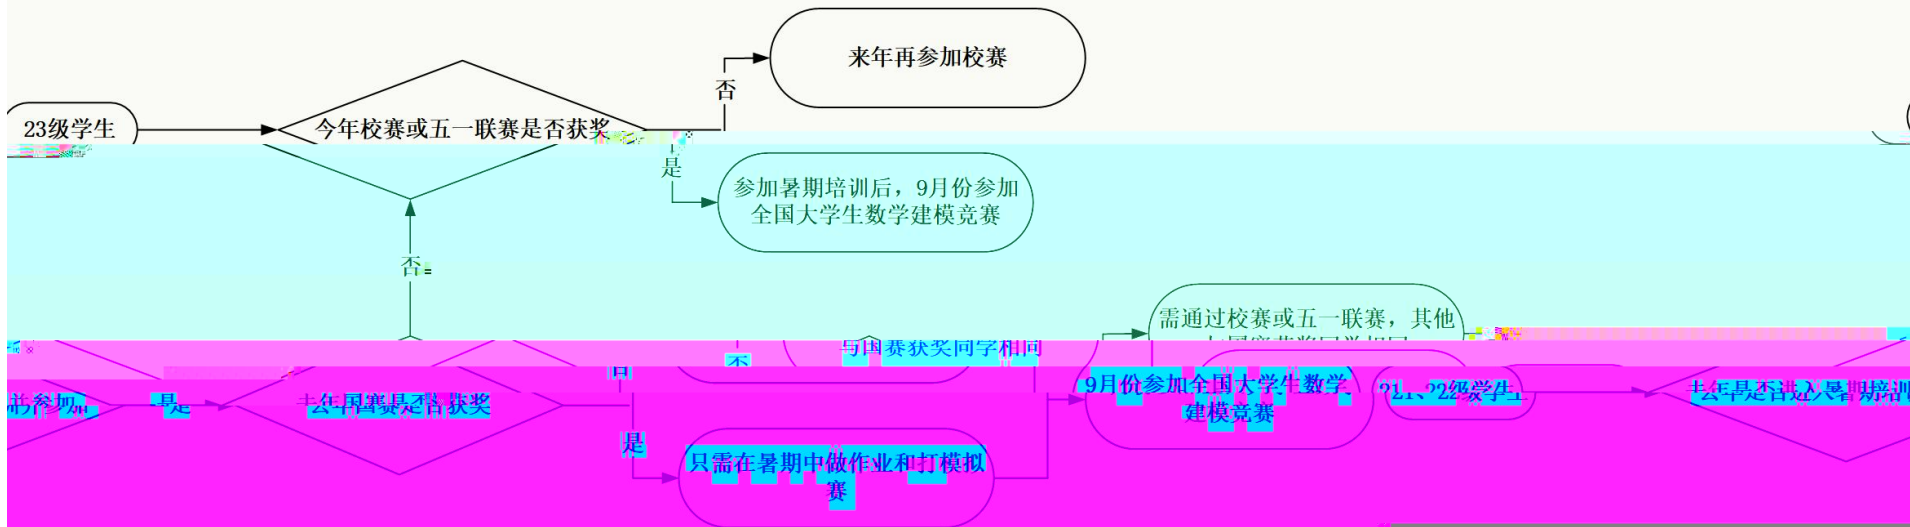 来年再参加校赛
否
23级学生
今年校赛或五一联赛是否获奖
是
参加暑期培训后，9月份参加
全国大学生数学建模竞赛
否
需通过校赛或五一联赛，其他
与国赛获奖同学相同
否
9月份参加全国大学生数学
建模竞赛
21、22级学生
去年是否进入暑期培训
并参加
是
去年国赛是否获奖
是
只需在暑期中做作业和打模拟
赛